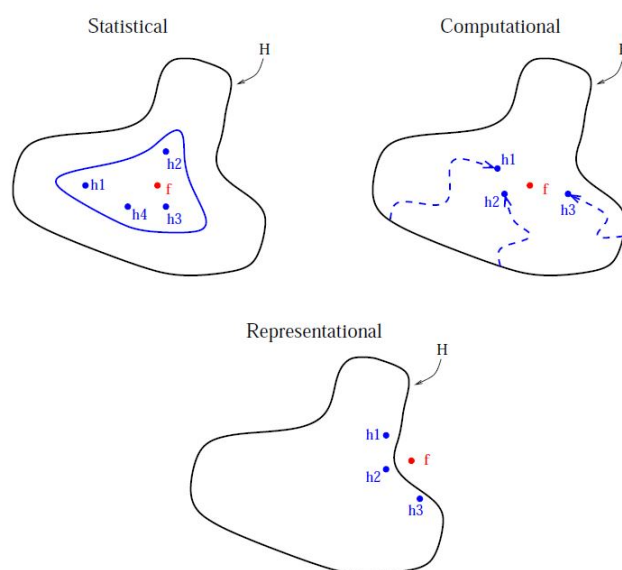 Statistical
H
h2
h1
f
h4
h3
Computational
h1
f
h2
h3
Representational
H
h1
f
h2
h3